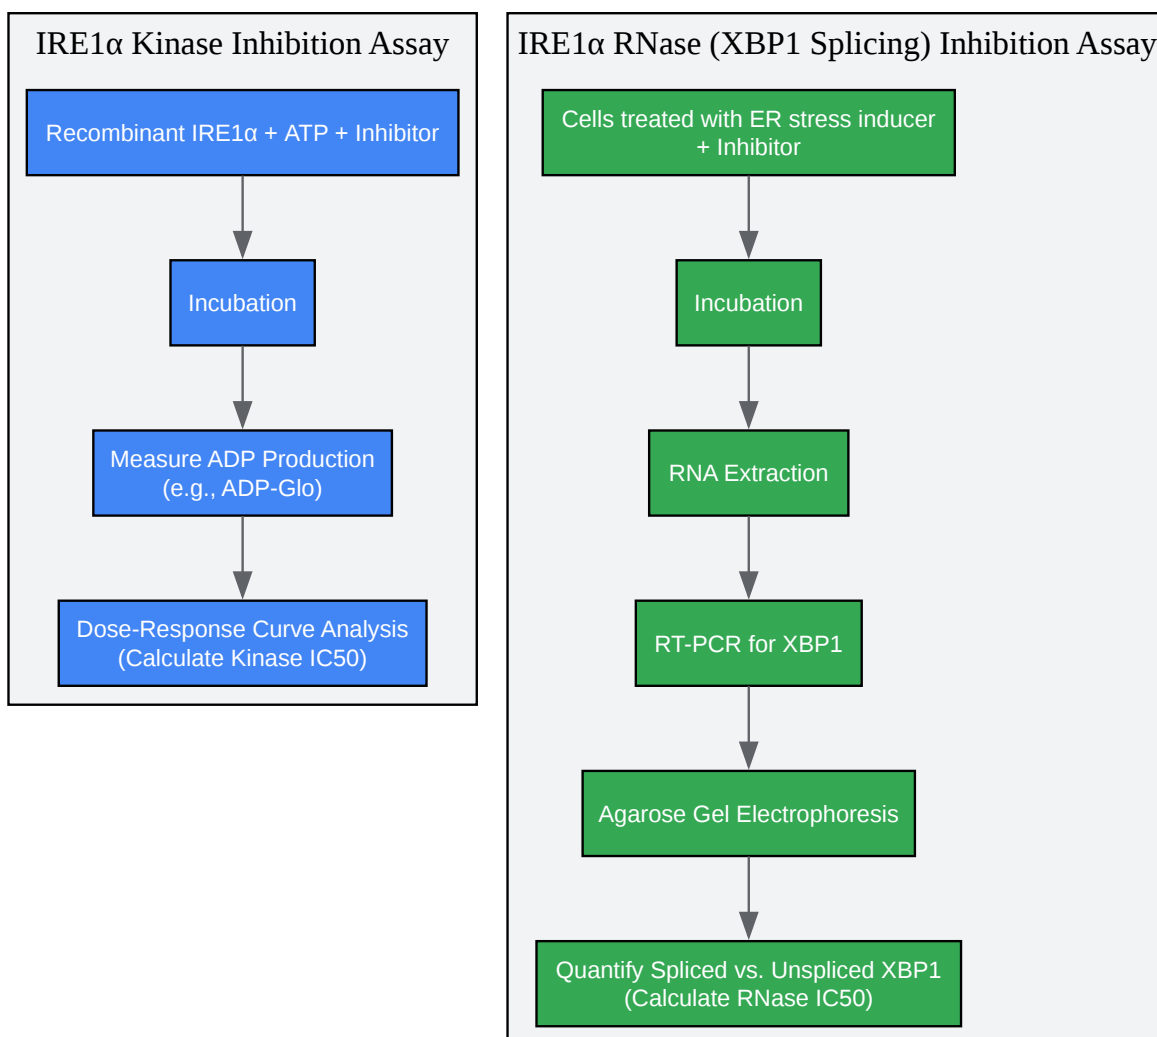 IRE1α Kinase Inhibition Assay
Recombinant IRE1α + ATP + Inhibitor
Incubation
Measure ADP Production
(e.g., ADP-Glo)
Dose-Response Curve Analysis
(Calculate Kinase IC50)
IRE1α RNase (XBP1 Splicing) Inhibition Assay
Cells treated with ER stress inducer
+ Inhibitor
Incubation
RNA Extraction
RT-PCR for XBP1
Agarose Gel Electrophoresis
Quantify Spliced vs. Unspliced XBP1
(Calculate RNase IC50)